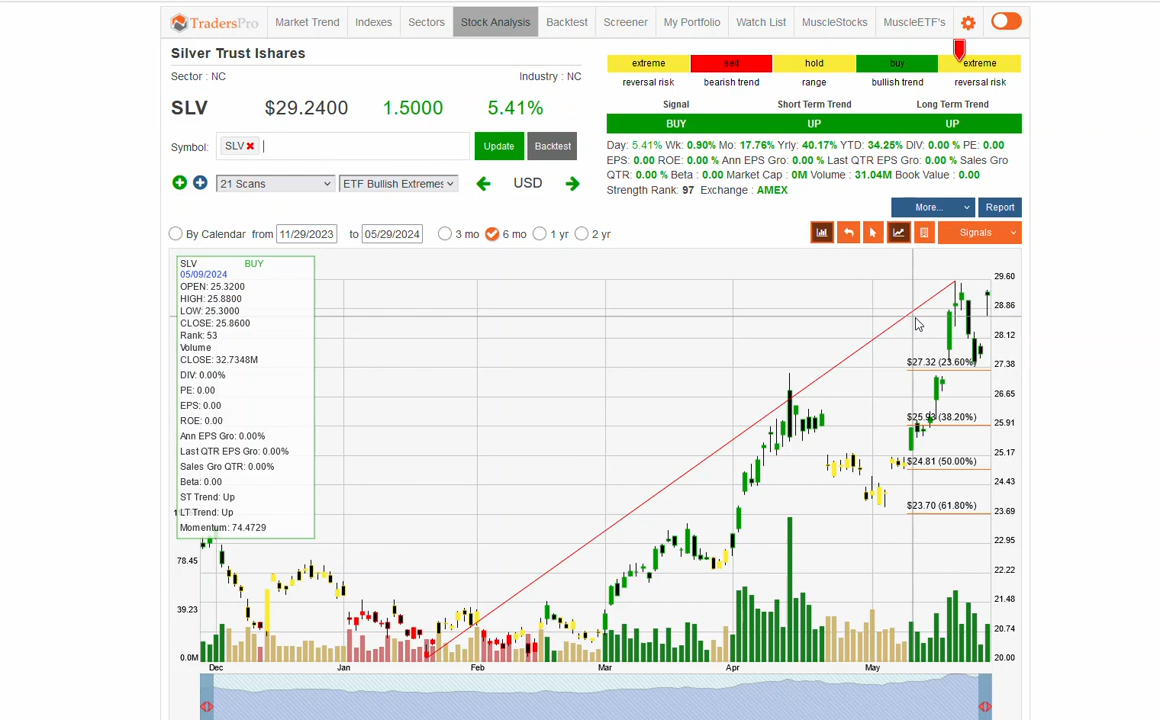 TradersPro Market Trend Indexes Sectors Stock Analysis Backtest Screener My Portfolio Watch List MuscleStocks MuscleETF's
Silver Trust Ishares
Sector : NC Industry : NC
SLV $29.2400 1.5000 5.41%
Symbol: SLV Update Backtest
21 Scans ETF Bullish Extremes USD
extreme sell hold buy extreme
reversal risk bearish trend range bullish trend reversal risk
Signal Short Term Trend Long Term Trend
BUY UP UP
Day: 5.41% Wk: 0.90% Mo: 17.76% Yrly: 40.17% YTD: 34.25% DIV: 0.00 % PE: 0.00
EPS: 0.00 ROE: 0.00 % Ann EPS Gro: 0.00 % Last QTR EPS Gro: 0.00 % Sales Gro
QTR: 0.00 % Beta : 0.00 Market Cap : 0M Volume : 31.04M Book Value : 0.00
Strength Rank: 97 Exchange : AMEX
More... Report
By Calendar from 11/29/2023 to 05/29/2024 3 mo 6 mo 1 yr 2 yr Signals
SLV BUY
05/09/2024
OPEN: 25.3200
HIGH: 25.8800
LOW: 25.3000
CLOSE: 25.8600
Rank: 53
Volume
CLOSE: 32.7348M
DIV: 0.00%
PE: 0.00
EPS: 0.00
ROE: 0.00
Ann EPS Gro: 0.00%
Last QTR EPS Gro: 0.00%
Sales Gro QTR: 0.00%
Beta: 0.00
ST Trend: Up
LT Trend: Up
Momentum: 74.4729
78.45
39.23
0.0M
$27.32 (23.60%)
$25.93 (38.20%)
$24.81 (50.00%)
$23.70 (61.80%)
29.60
28.86
28.12
27.38
26.65
25.91
25.17
24.43
23.69
22.95
22.22
21.48
20.74
20.00
Dec Jan Feb Mar Apr May